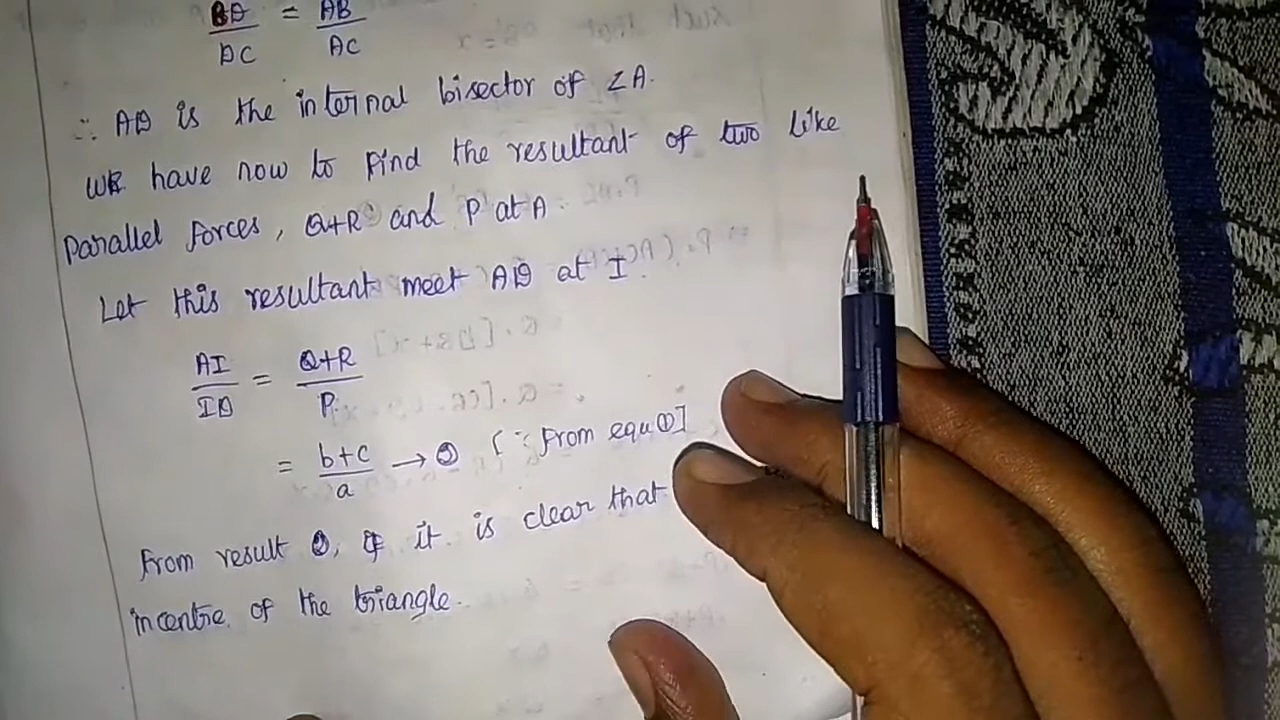 BD/DC = AB/AC
∴ AD is the internal bisector of ∠A.
We have now to find the resultant of two like
Parallel forces, Q+R and P at A.
Let this resultant meet AD at I.
AI/ID = Q+R/P
= b+c/a → ② [∵ From equ ①]
From result ②, it is clear that
incentre of the triangle.